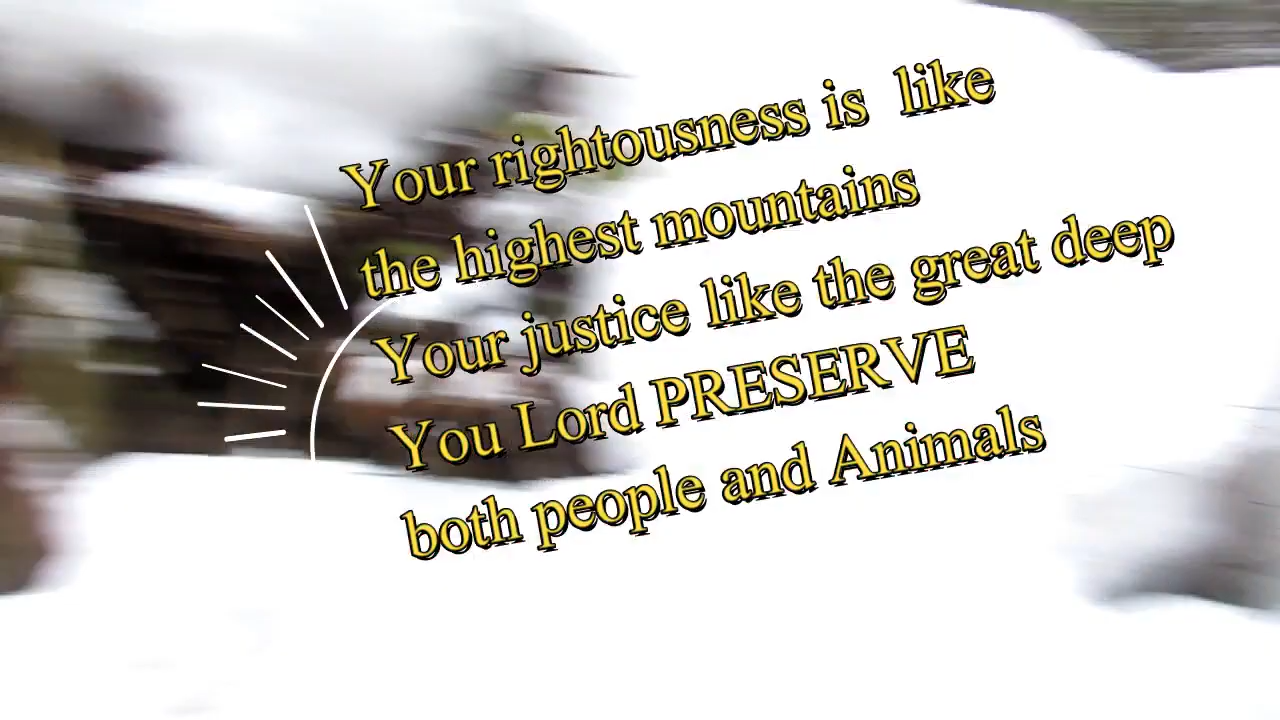 Your rightousness is like
the highest mountains
Your justice like the great deep
You Lord PRESERVE
both people and Animals